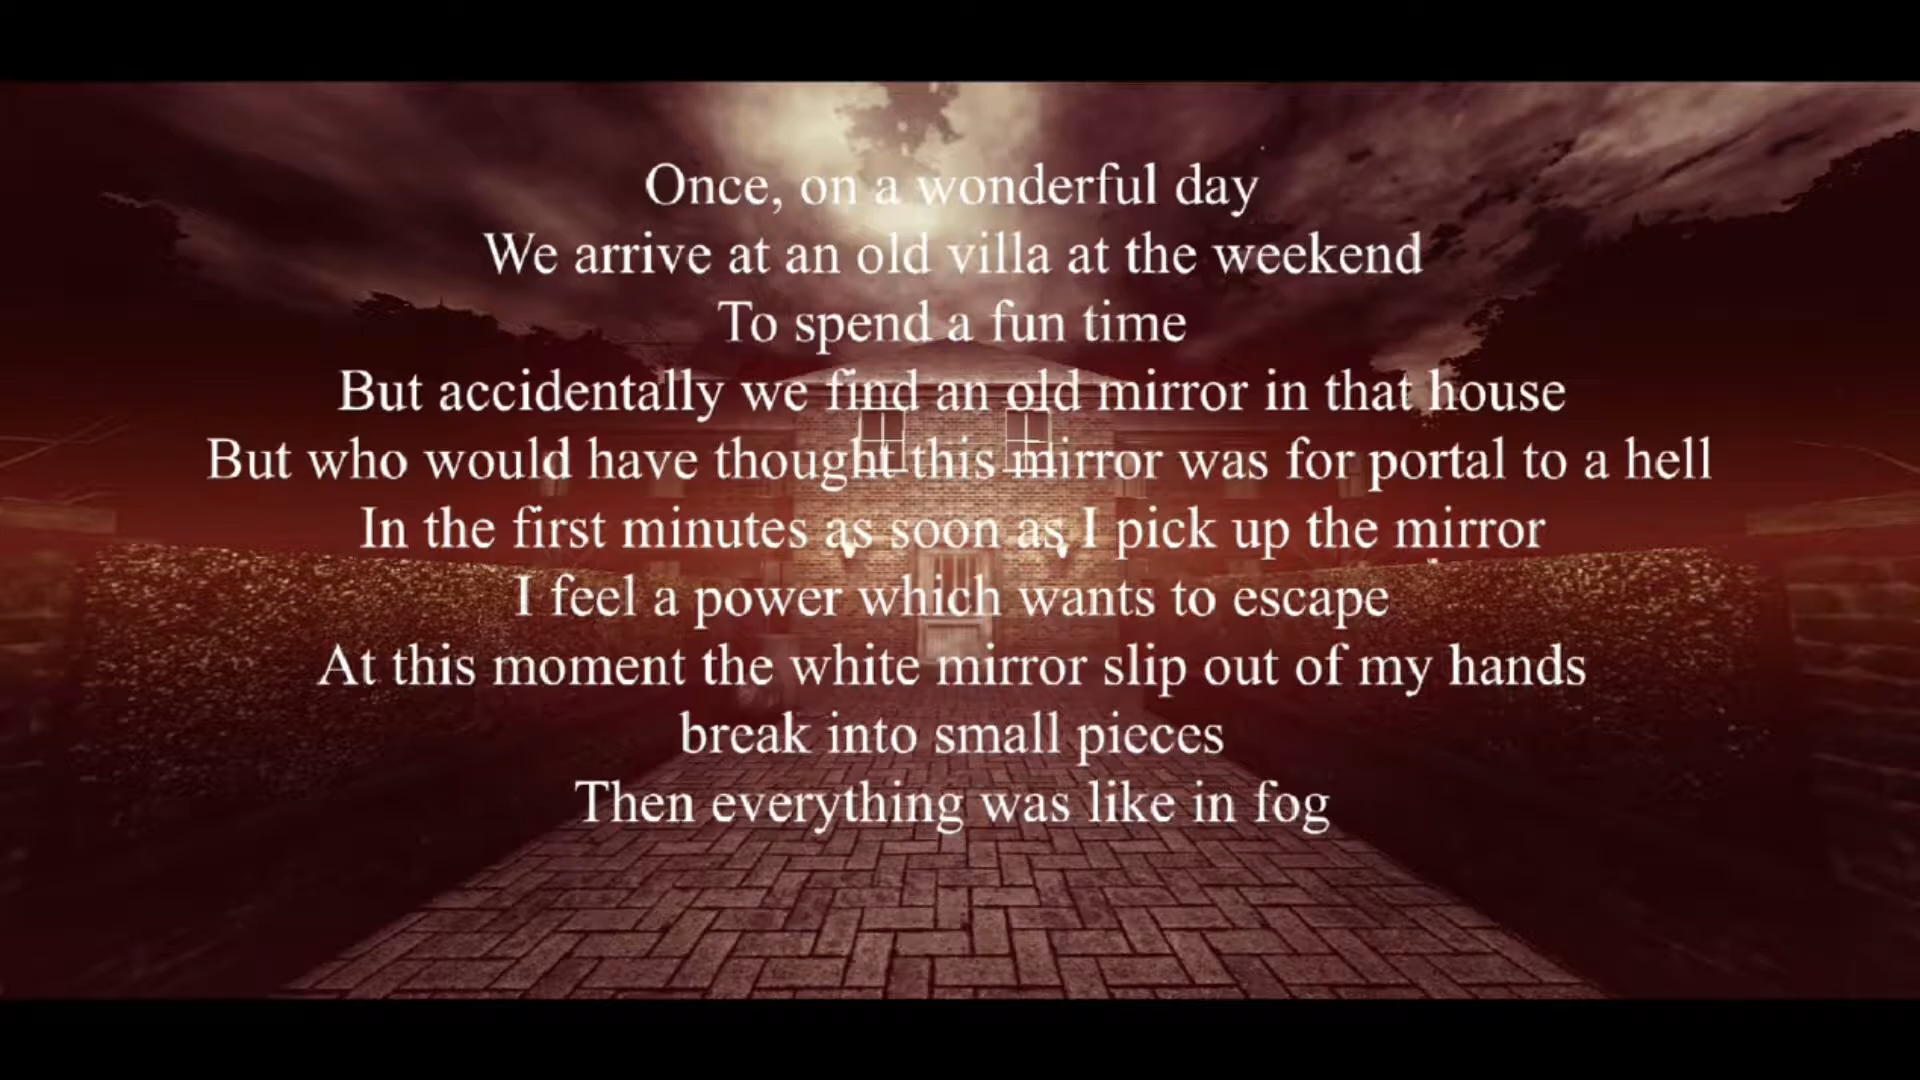 Once, on a wonderful day
We arrive at an old villa at the weekend
To spend a fun time
But accidentally we find an old mirror in that house
But who would have thought this mirror was for portal to a hell
In the first minutes as soon as I pick up the mirror
I feel a power which wants to escape
At this moment the white mirror slip out of my hands
break into small pieces
Then everything was like in fog